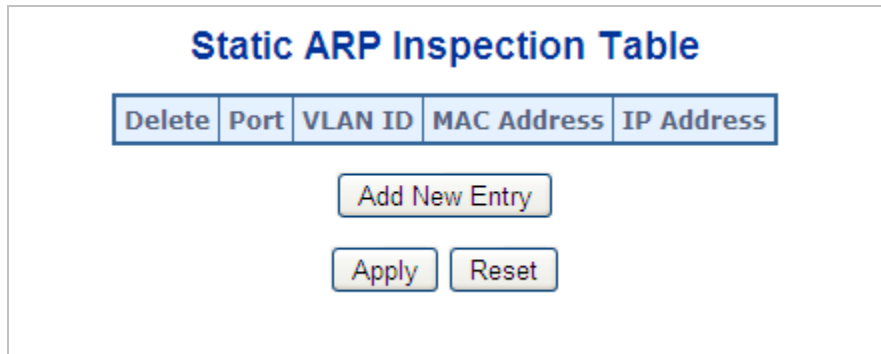 Static ARP Inspection Table
Delete Port VLAN ID MAC Address IP Address
Add New Entry
Apply Reset